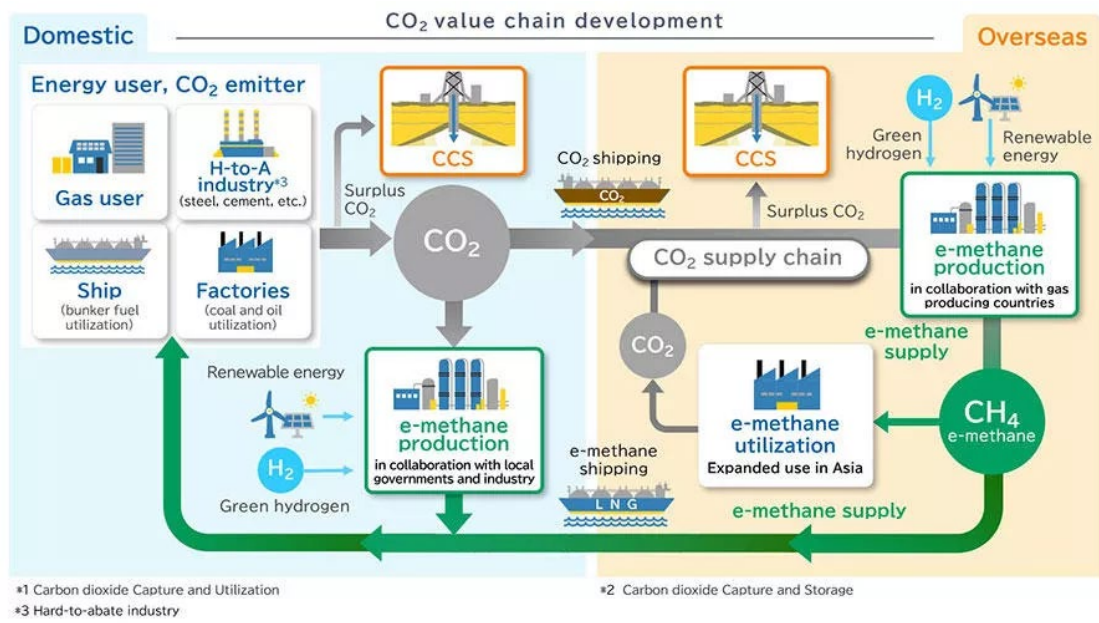 CO₂ value chain development
Domestic
Overseas
Energy user, CO₂ emitter
Gas user
H-to-A
industry*3
(steel, cement, etc.)
Ship
(bunker fuel
utilization)
Factories
(coal and oil
utilization)
Surplus
CO₂
CCS
CO₂
CO₂ shipping
CO₂
CCS
Surplus CO₂
CO₂ supply chain
H₂
Green
hydrogen
Renewable
energy
e-methane
production
in collaboration with gas
producing countries
e-methane
supply
CH₄
e-methane
CO₂
e-methane
utilization
Expanded use in Asia
Renewable energy
H₂
Green hydrogen
e-methane
production
in collaboration with local
governments and industry
e-methane
shipping
LNG
e-methane supply
*1 Carbon dioxide Capture and Utilization
*2 Carbon dioxide Capture and Storage
*3 Hard-to-abate industry